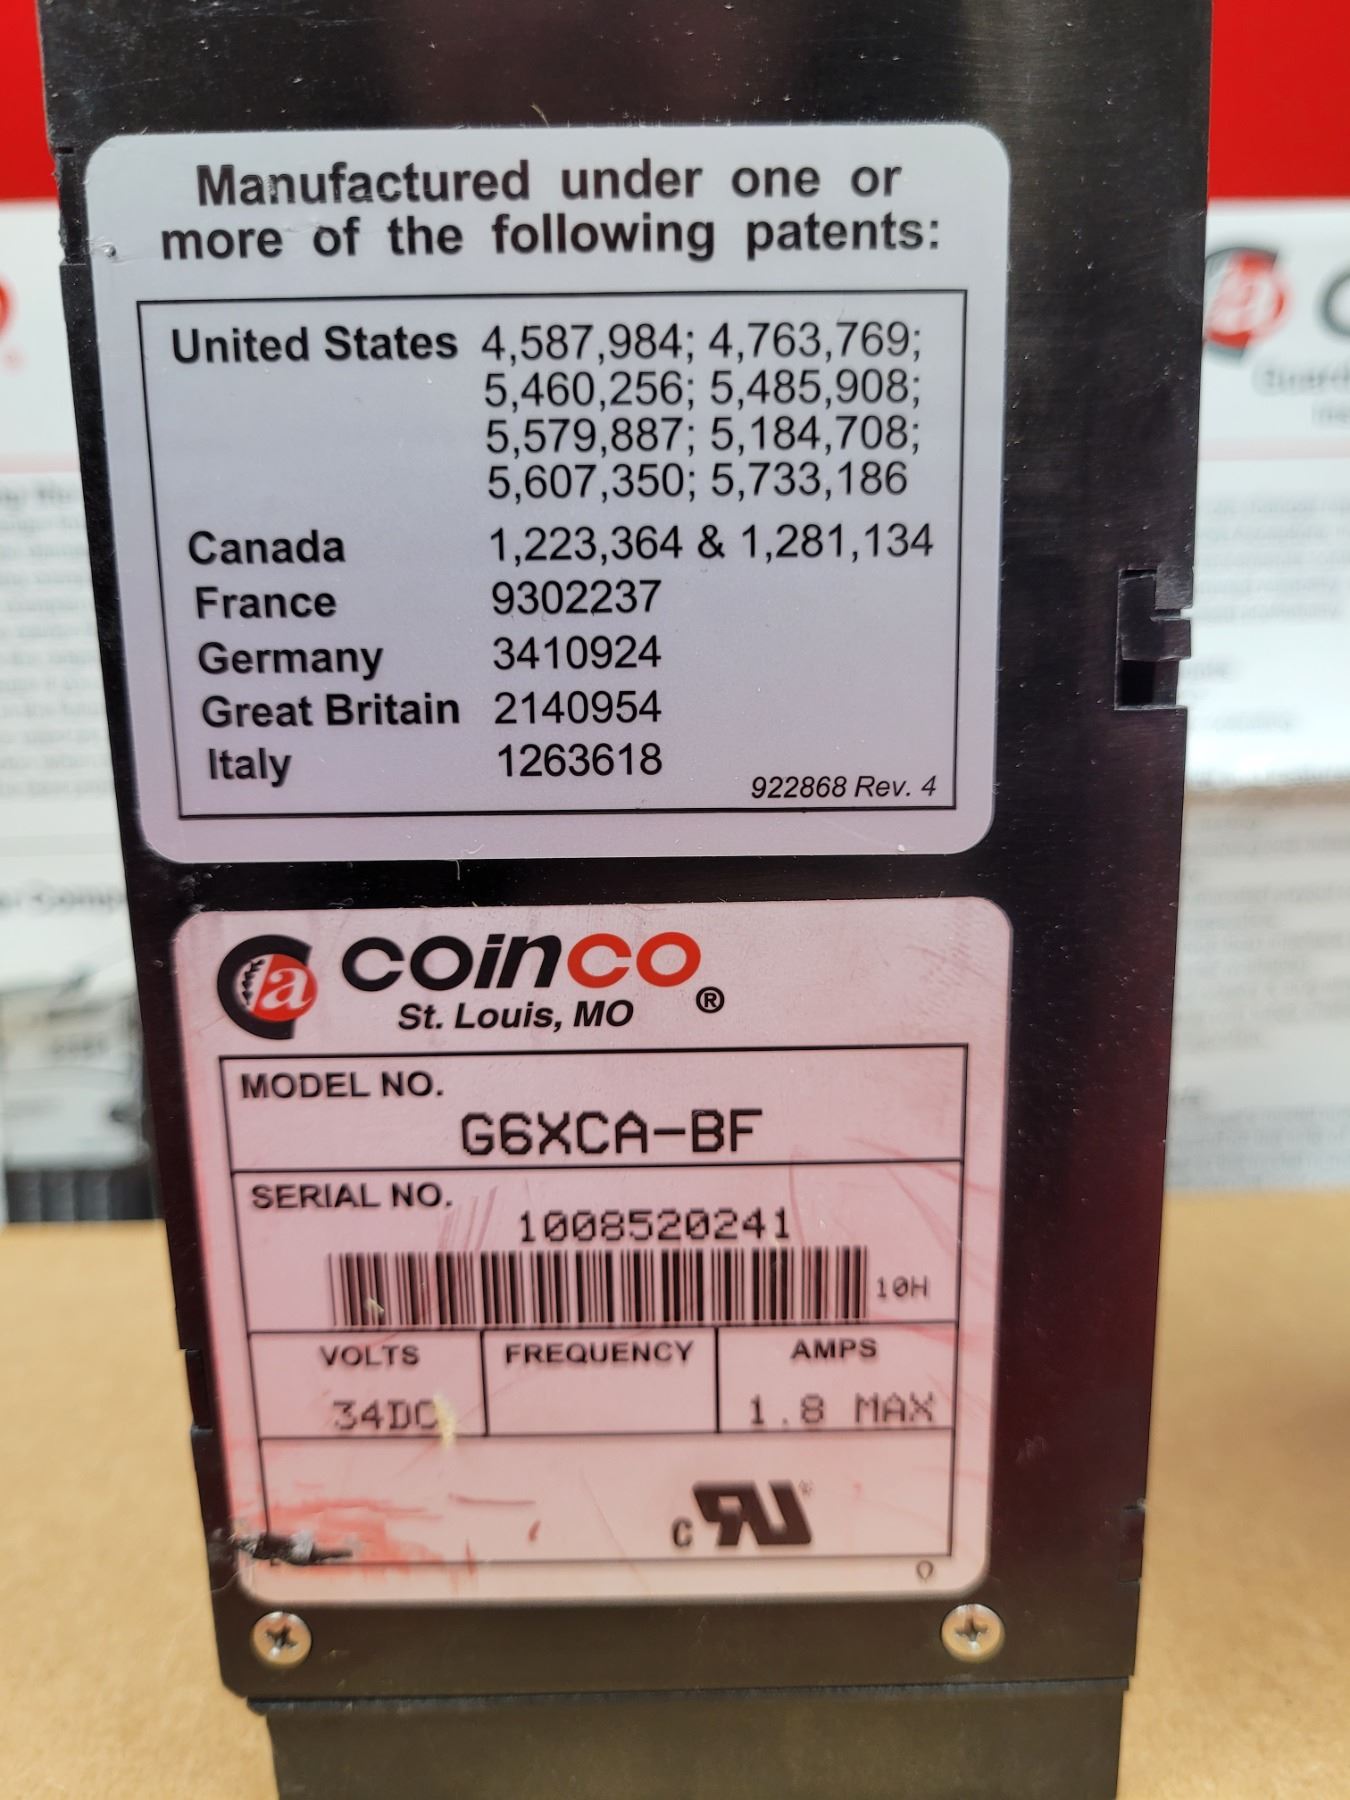 Manufactured under one or
more of the following patents:
United States 4,587,984; 4,763,769;
5,460,256; 5,485,908;
5,579,887; 5,184,708;
5,607,350; 5,733,186
Canada 1,223,364 & 1,281,134
France 9302237
Germany 3410924
Great Britain 2140954
Italy 1263618
922868 Rev. 4
a coinco
St. Louis, MO ®
MODEL NO.
G6XCA-BF
SERIAL NO.
1008520241
10H
VOLTS FREQUENCY AMPS
34DC 1.8 MAX
c RU ®